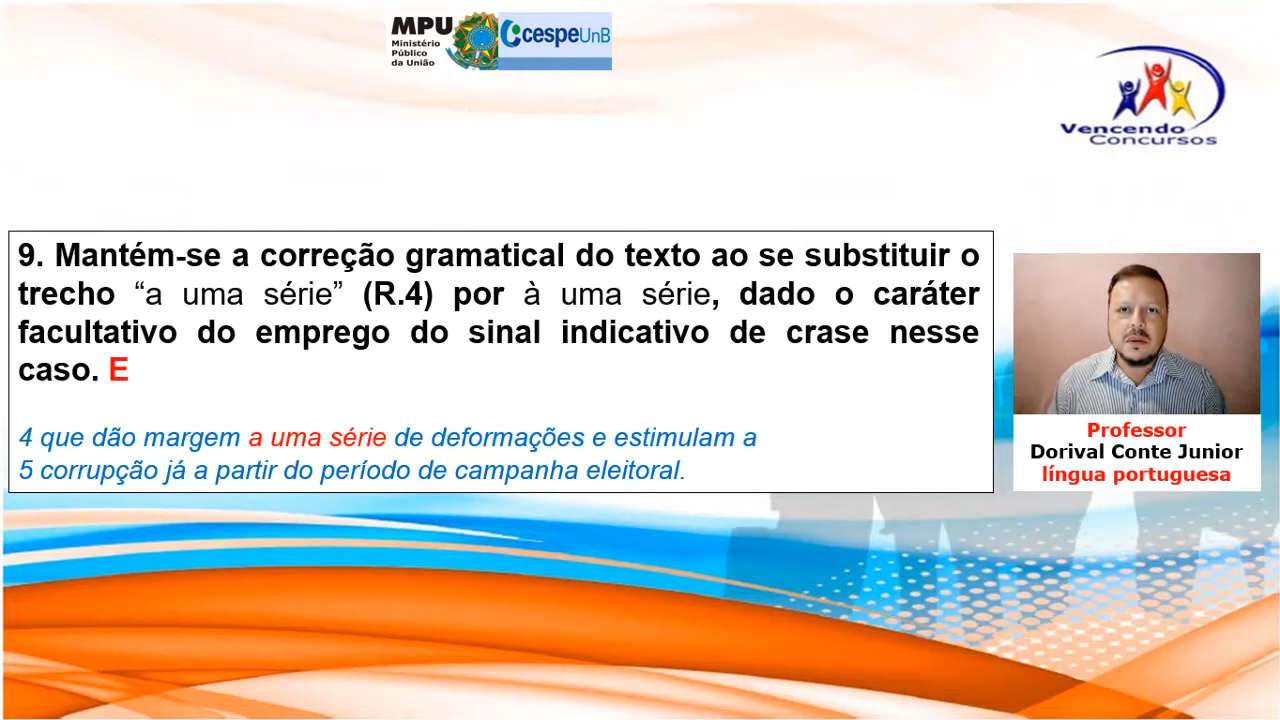 MPU
Ministério
Público
da União
cespeUnB
Vencendo
Concursos
9. Mantém-se a correção gramatical do texto ao se substituir o
trecho “a uma série” (R.4) por à uma série, dado o caráter
facultativo do emprego do sinal indicativo de crase nesse
caso. E
4 que dão margem a uma série de deformações e estimulam a
5 corrupção já a partir do período de campanha eleitoral.
Professor
Dorival Conte Junior
língua portuguesa